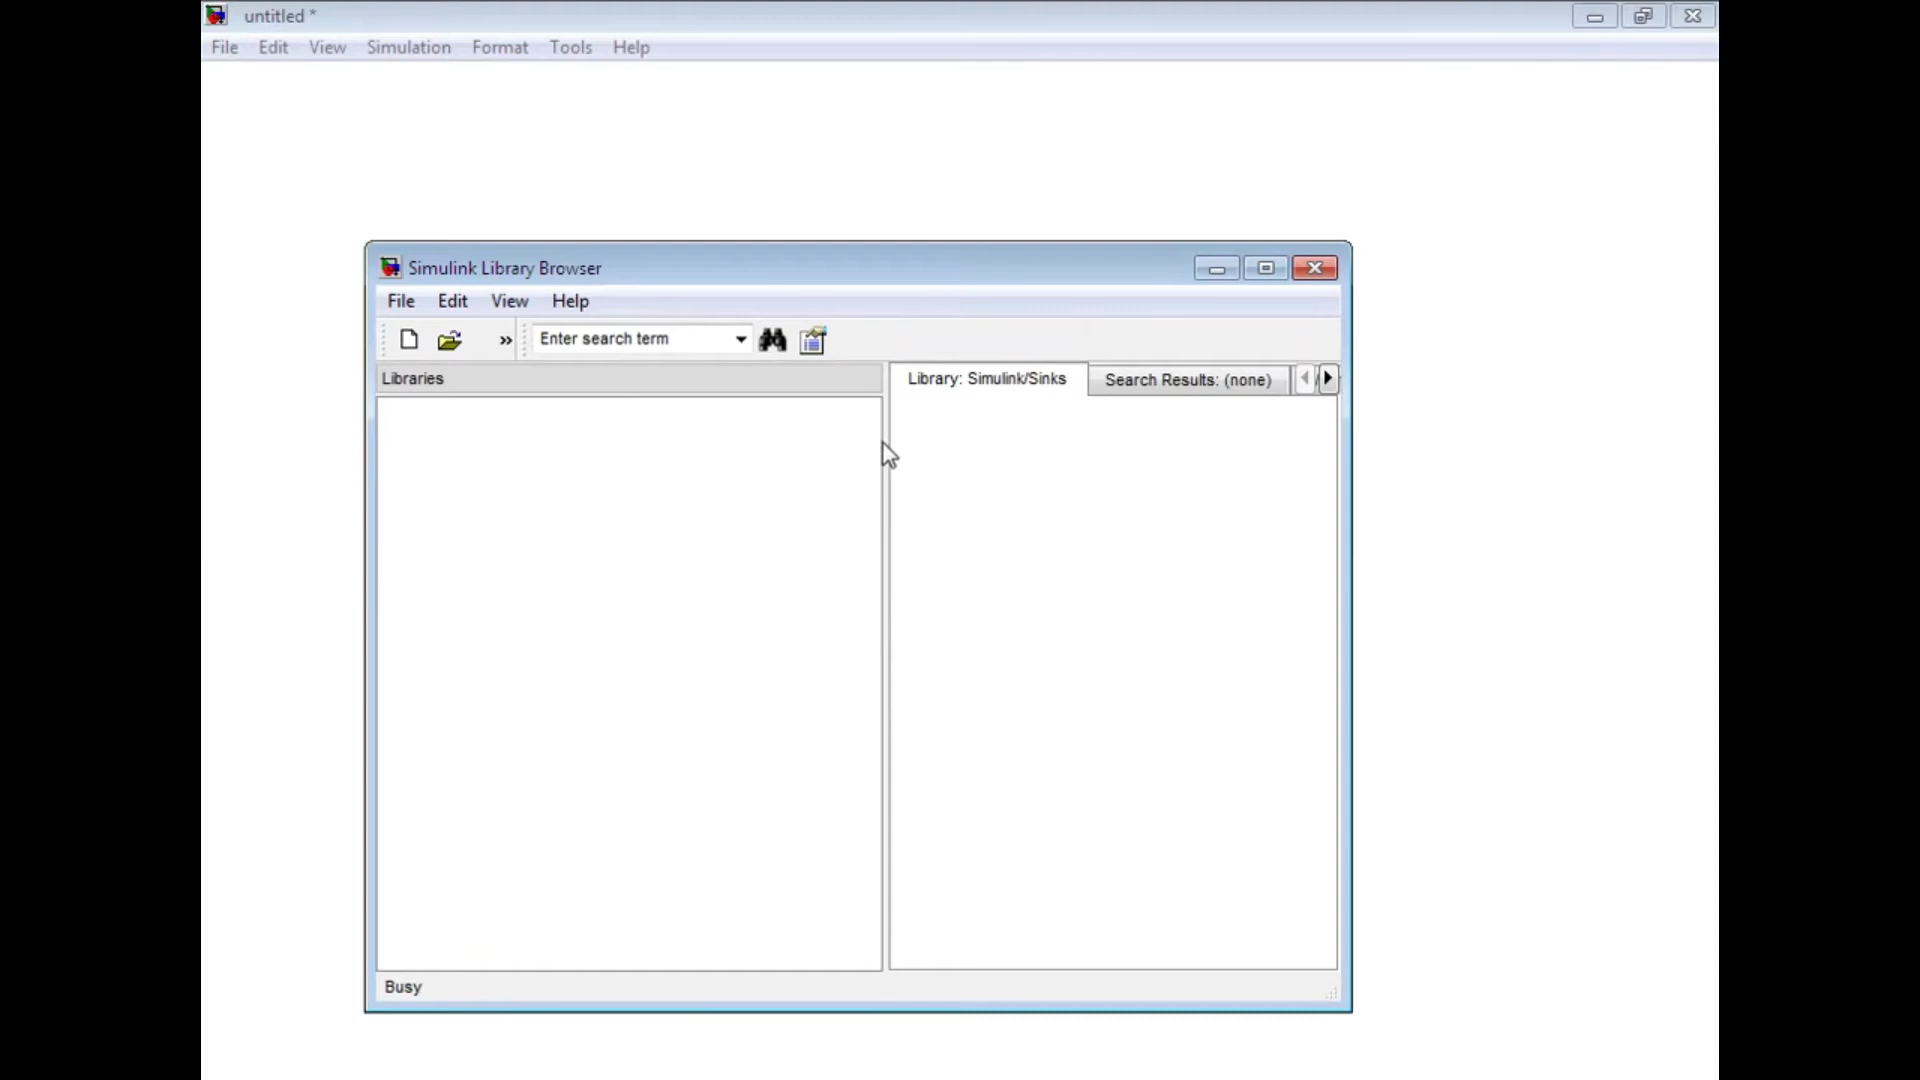 untitled *
File Edit View Simulation Format Tools Help
Simulink Library Browser
File Edit View Help
» Enter search term
Libraries
Library: Simulink/Sinks Search Results: (none)
Busy